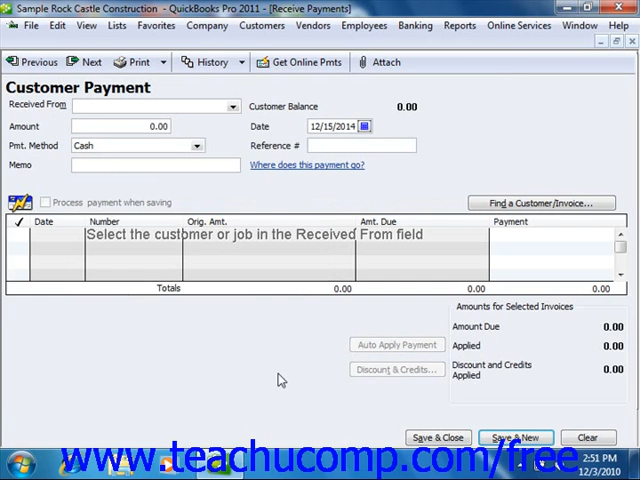 Sample Rock Castle Construction - QuickBooks Pro 2011 - [Receive Payments]
File Edit View Lists Favorites Company Customers Vendors Employees Banking Reports Online Services Window Help
Previous Next Print History Get Online Pmts Attach
Customer Payment
Received From Customer Balance 0.00
Amount 0.00 Date 12/15/2014
Pmt. Method Cash Reference #
Memo Where does this payment go?
Process payment when saving Find a Customer/Invoice...
Date Number Orig. Amt. Amt. Due Payment
Select the customer or job in the Received From field
Totals 0.00 0.00 0.00
Amounts for Selected Invoices
Amount Due 0.00
Auto Apply Payment Applied 0.00
Discount & Credits... Discount and Credits Applied 0.00
Save & Close Save & New Clear
www.teachucomp.com/free
2:51 PM
12/3/2010